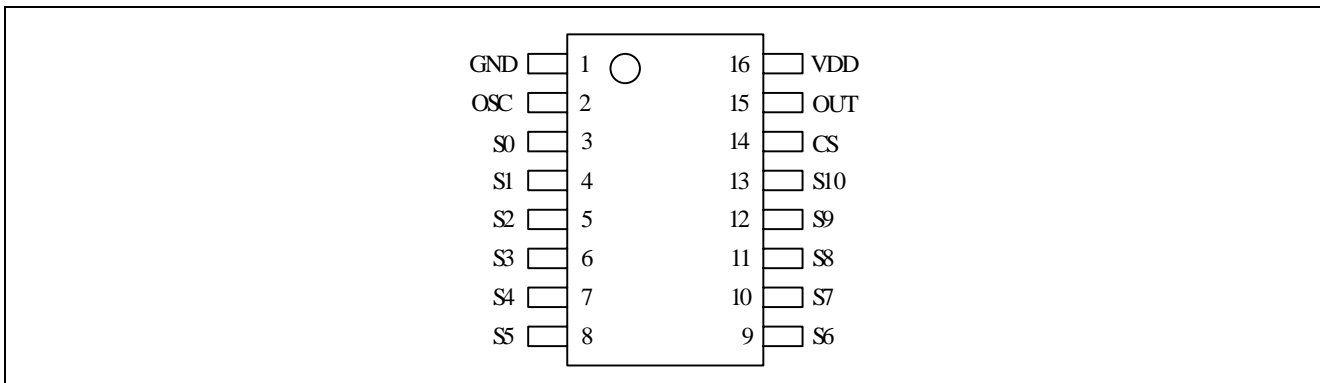 GND 1 16 VDD
OSC 2 15 OUT
S0 3 14 CS
S1 4 13 S10
S2 5 12 S9
S3 6 11 S8
S4 7 10 S7
S5 8 9 S6